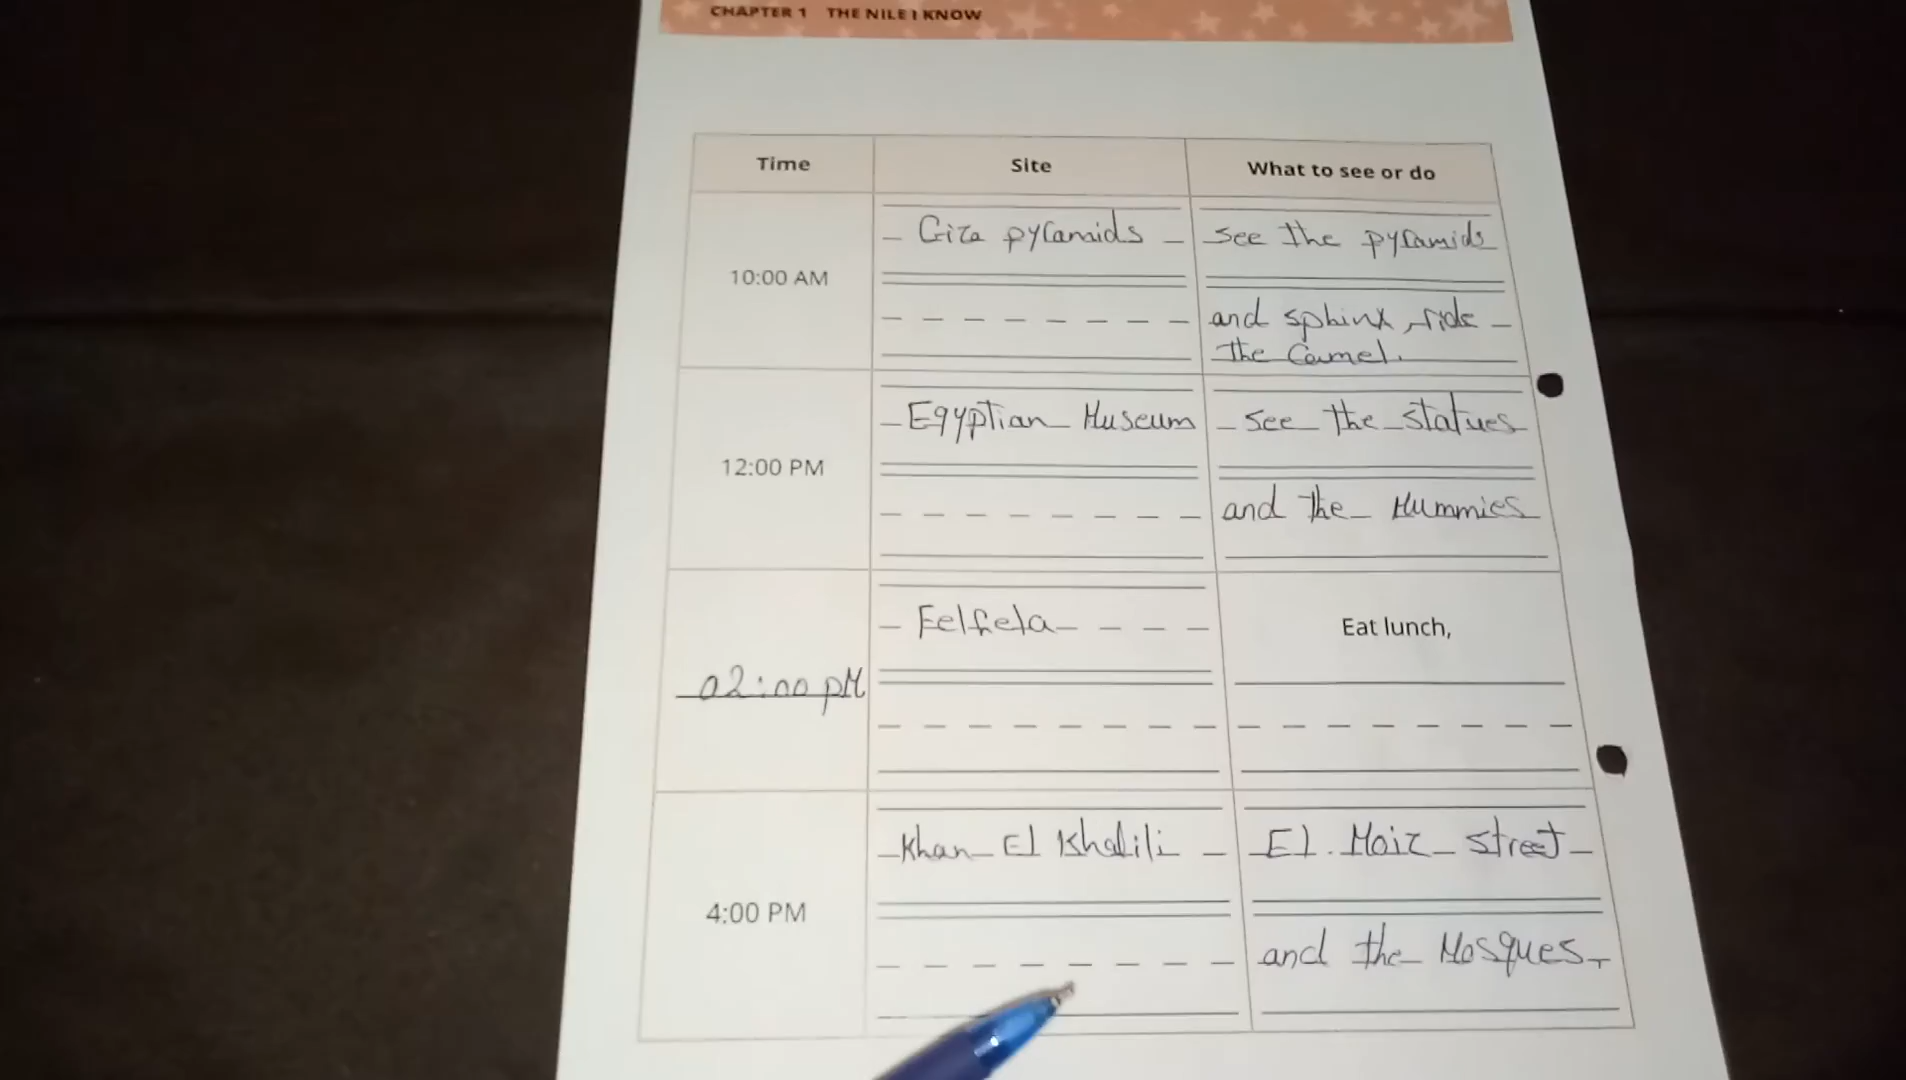 CHAPTER 1 THE NILE I KNOW
Time Site What to see or do
10:00 AM
Giza pyramids
see the pyramids
and sphinx, ride
the Camel.
12:00 PM
Egyptian Museum
see the statues
and the Mummies
02:00 pM
Felfela
Eat lunch,
4:00 PM
Khan El Khalili
El. Moiz street
and the Mosques.